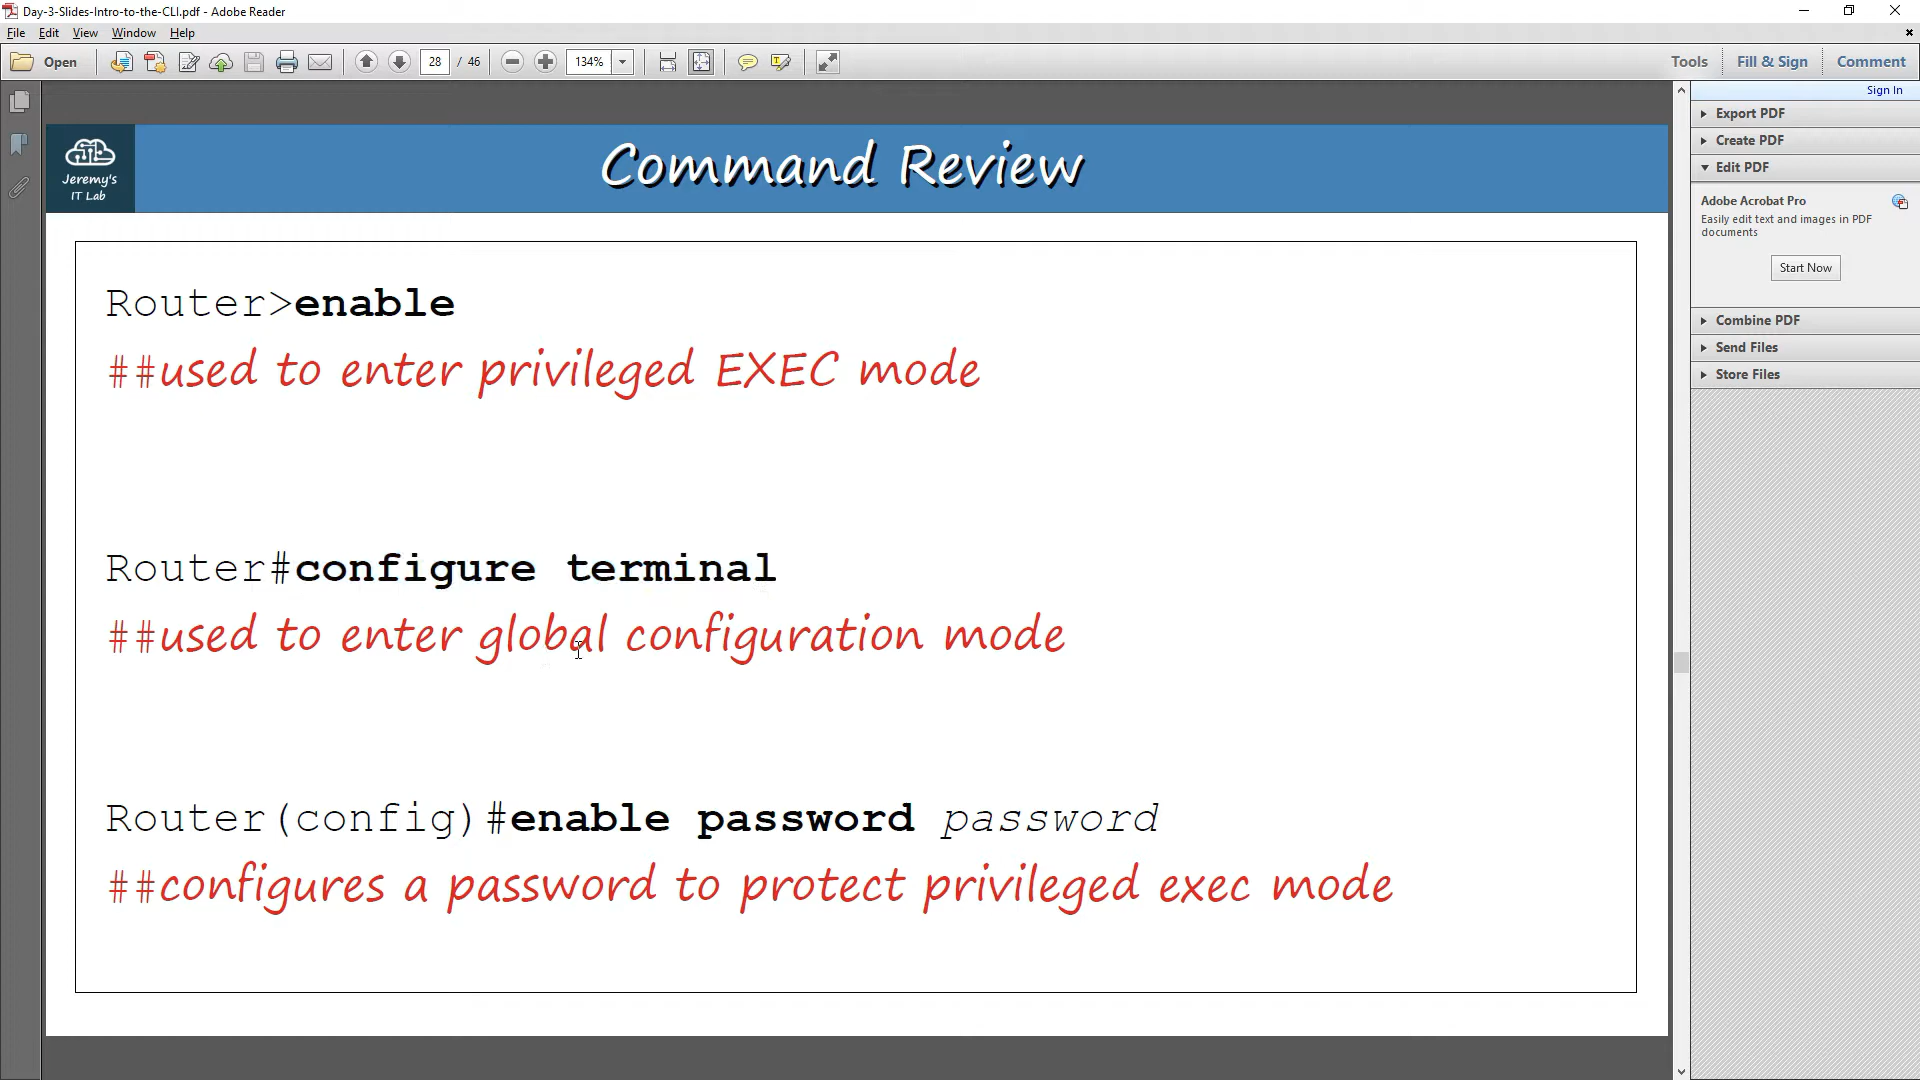 Day-3-Slides-Intro-to-the-CLI.pdf - Adobe Reader
File Edit View Window Help
Open 28 / 46 134% Tools Fill & Sign Comment
Sign In
Export PDF
Create PDF
Edit PDF
Adobe Acrobat Pro
Easily edit text and images in PDF
documents
Start Now
Combine PDF
Send Files
Store Files
Jeremy's
IT Lab
Command Review
Router>enable
##used to enter privileged EXEC mode
Router#configure terminal
##used to enter global configuration mode
Router(config)#enable password password
##configures a password to protect privileged exec mode